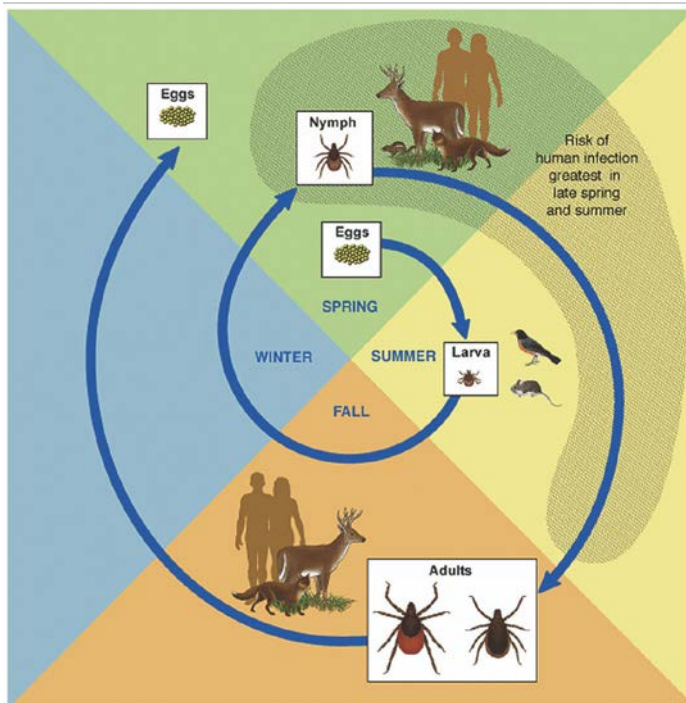 Eggs
Nymph
Risk of
human infection
greatest in
late spring
and summer
Eggs
SPRING
WINTER
SUMMER
Larva
FALL
Adults